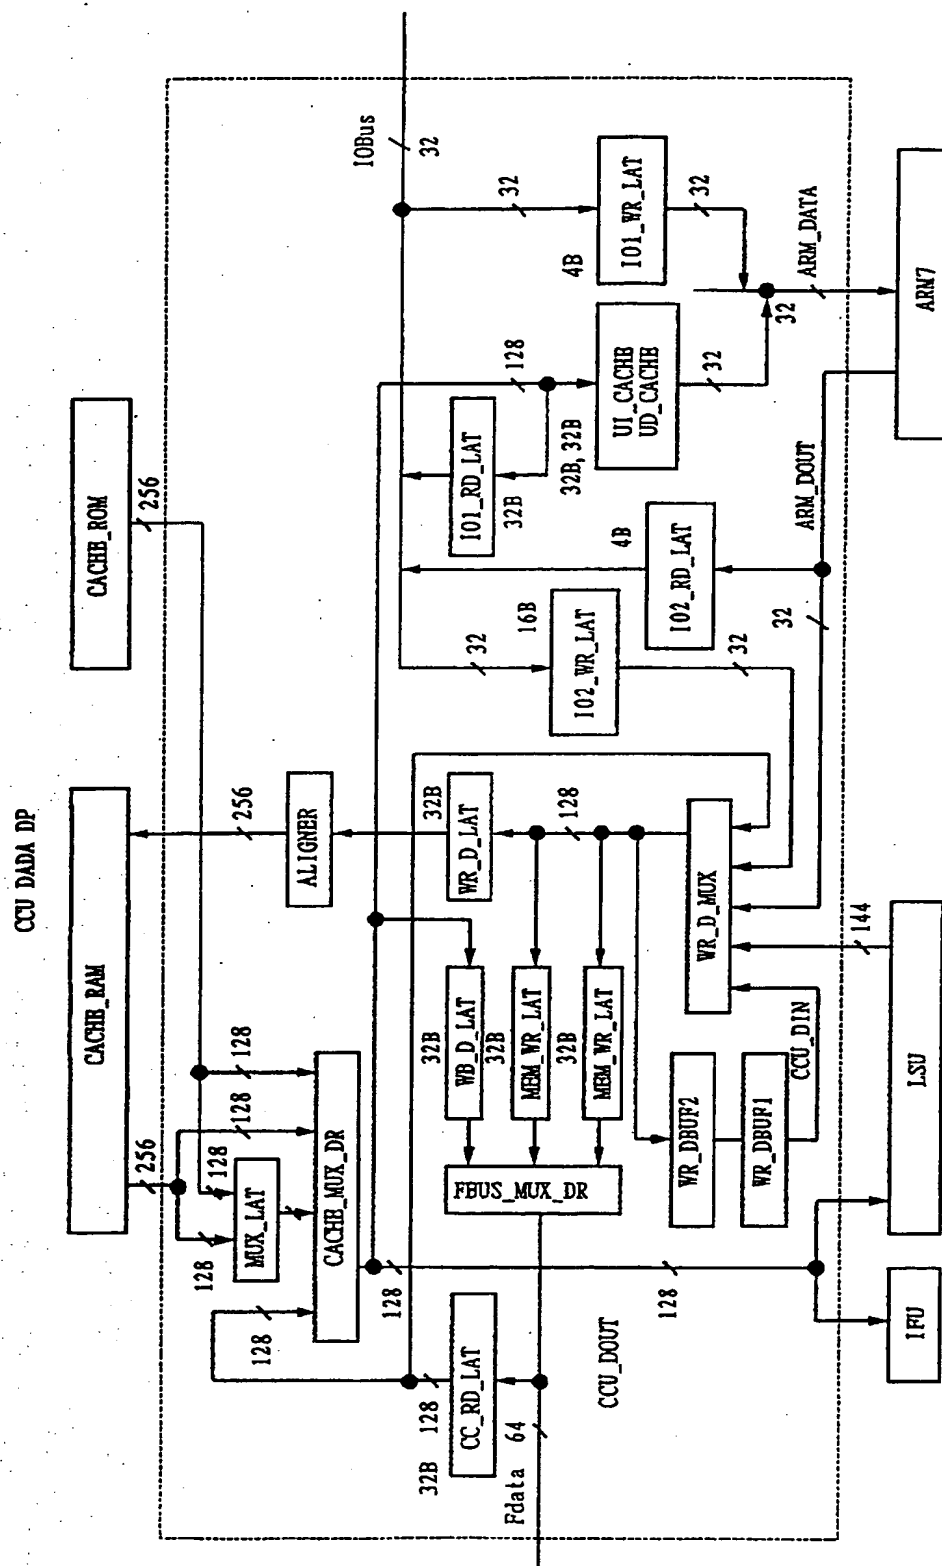 CCU DADA DP
CACHE_RAM
CACHE_ROM
256
256
128
128
128
128
MUX_LAT
CACHE_MUX_DR
128
128
128
CC_RD_LAT
32B
64
Fdata
CCU_DOUT
128
256
ALIGNER
32B
WR_D_LAT
128
32B
WB_D_LAT
32B
MEM_WR_LAT
32B
MEM_WR_LAT
FBUS_MUX_DR
WR_DBUF2
WR_DBUF1
CCU_DIN
WR_D_MUX
144
IOBus
32
32
IO1_WR_LAT
4B
32
128
IO1_RD_LAT
32B
32B, 32B
UI_CACHE
UD_CACHE
32
32
ARM_DATA
4B
IO2_RD_LAT
16B
32
IO2_WR_LAT
32
32
ARM_DOUT
IFU
LSU
ARM7